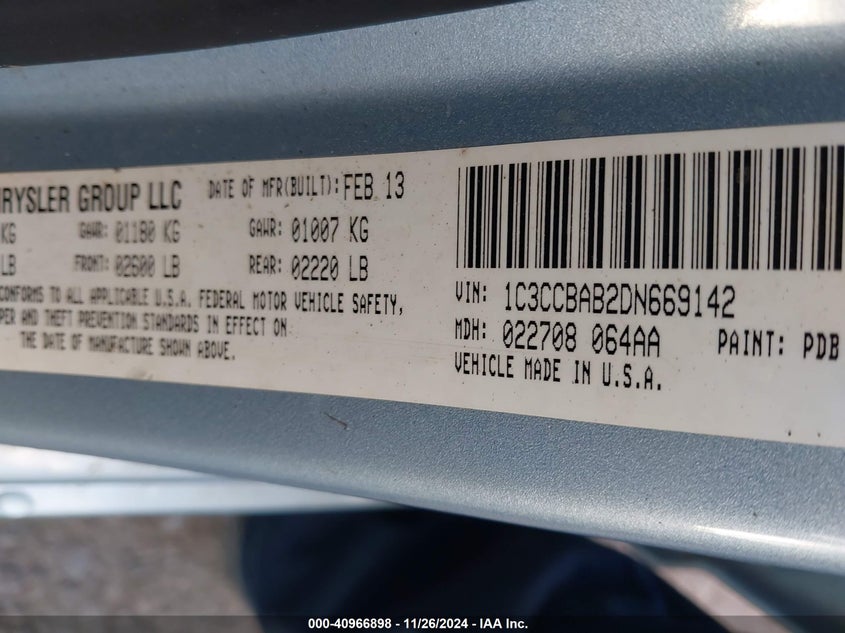 HRYSLER GROUP LLC DATE OF MFR(BUILT): FEB 13
KG GAWR: 01180 KG GAWR: 01007 KG
LB FRONT: 02600 LB REAR: 02220 LB
CONFORMS TO ALL APPLICABLE U.S.A. FEDERAL MOTOR VEHICLE SAFETY,
PER AND THEFT PREVENTION STANDARDS IN EFFECT ON
THE DATE OF MANUFACTURE SHOWN ABOVE.
VIN: 1C3CCBAB2DN669142
MDH: 022708 064AA PAINT: PDB
VEHICLE MADE IN U.S.A.
000-40966898 - 11/26/2024 - IAA Inc.